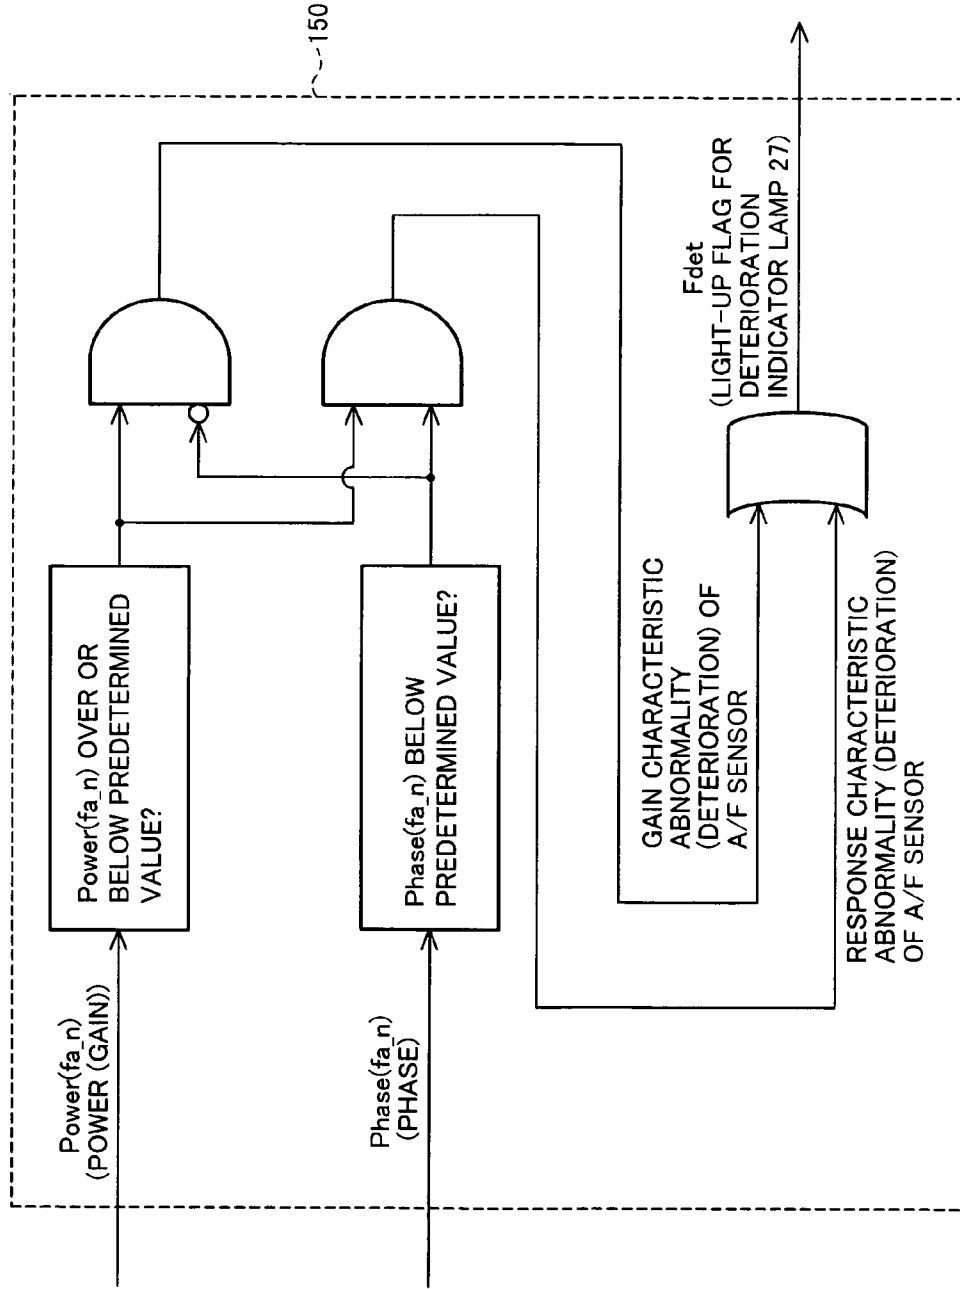 150
Power(fa_n)
(POWER (GAIN))
Power(fa_n) OVER OR
BELOW PREDETERMINED
VALUE?
Phase(fa_n)
(PHASE)
Phase(fa_n) BELOW
PREDETERMINED VALUE?
GAIN CHARACTERISTIC
ABNORMALITY
(DETERIORATION) OF
A/F SENSOR
RESPONSE CHARACTERISTIC
ABNORMALITY (DETERIORATION)
OF A/F SENSOR
Fdet
(LIGHT-UP FLAG FOR
DETERIORATION
INDICATOR LAMP 27)